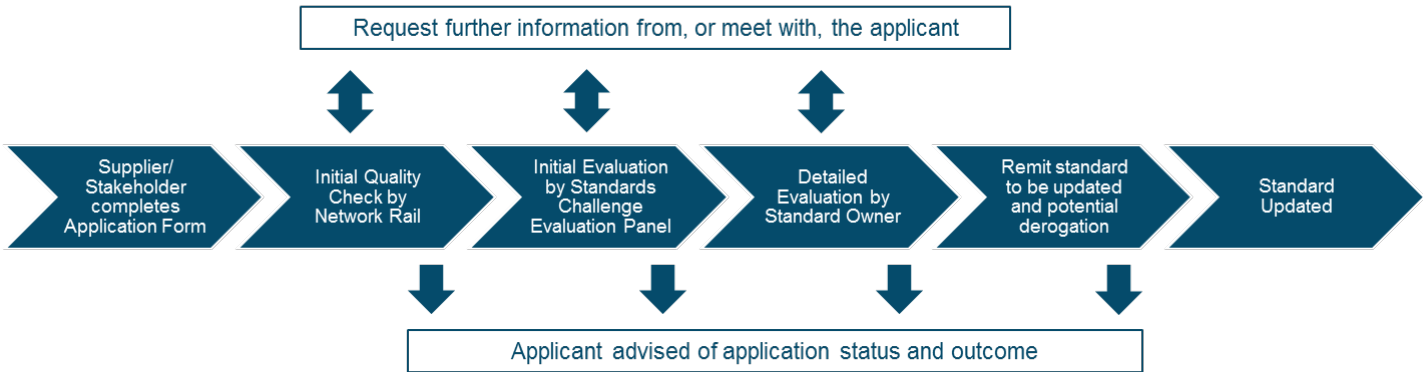 Request further information from, or meet with, the applicant
Supplier/
Stakeholder
completes
Application Form
Initial Quality
Check by
Network Rail
Initial Evaluation
by Standards
Challenge
Evaluation Panel
Detailed
Evaluation by
Standard Owner
Remit standard
to be updated
and potential
derogation
Standard
Updated
Applicant advised of application status and outcome